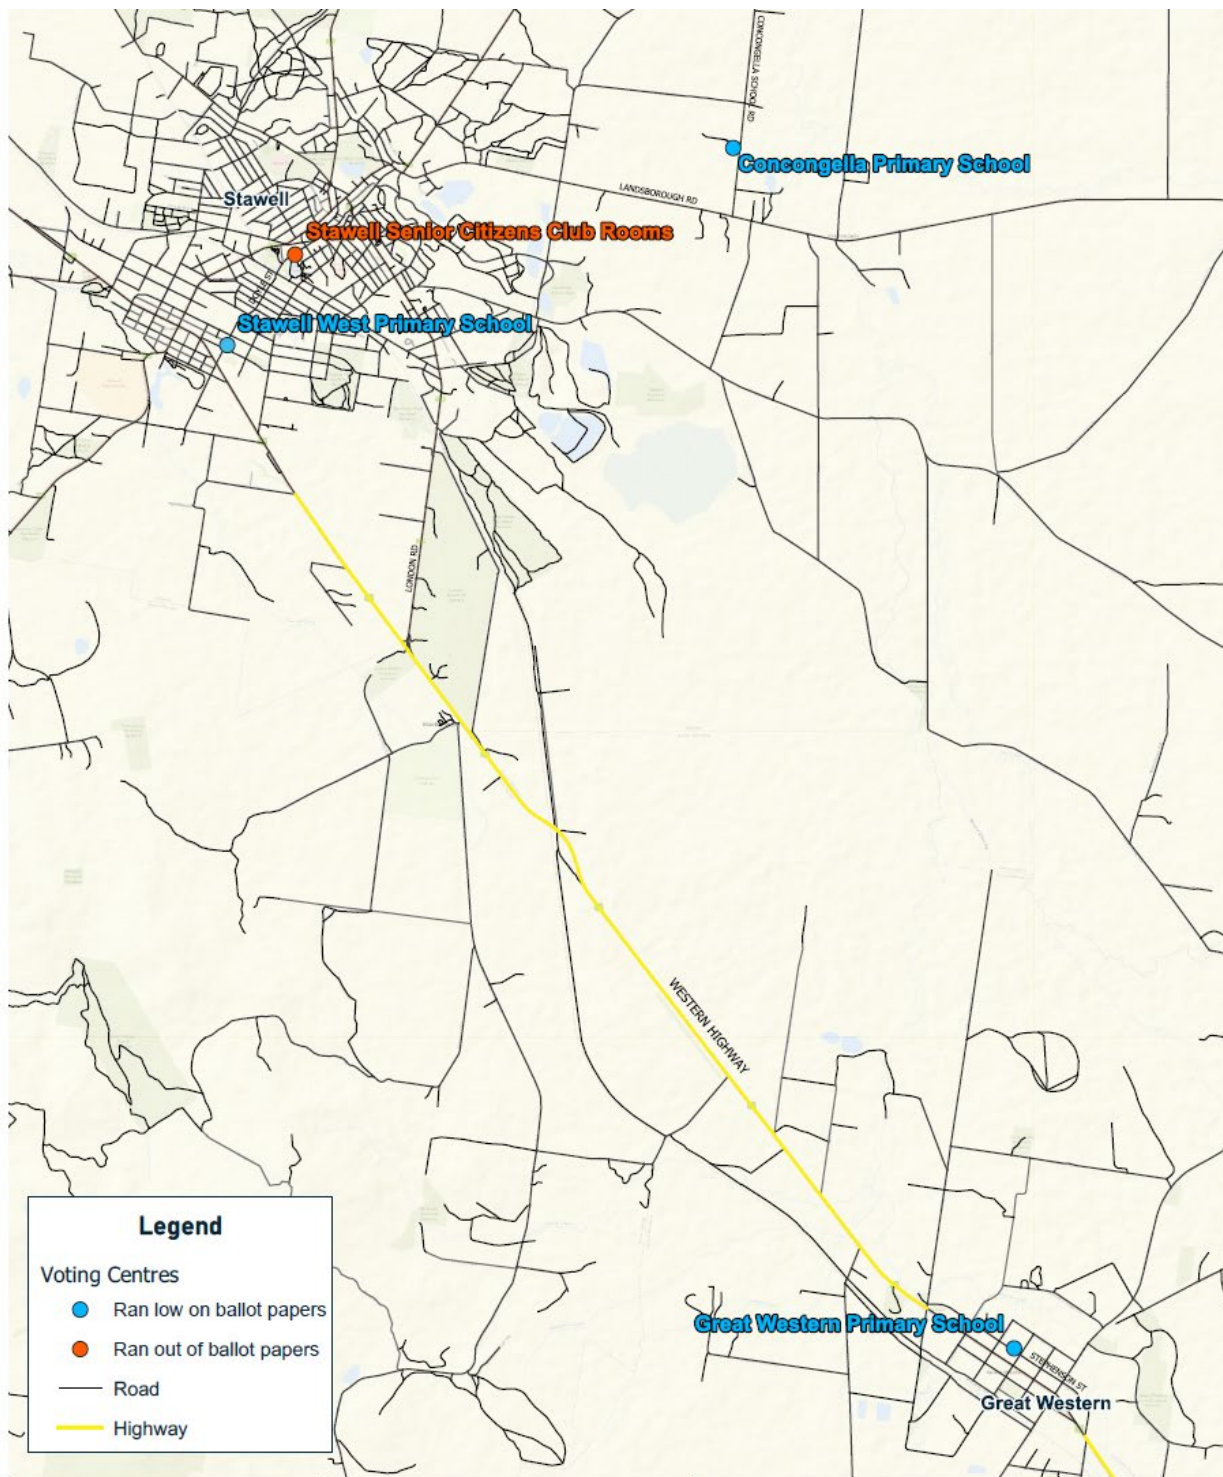 CONCONGELLA SCHOOL RD
Concongella Primary School
LANDSBOROUGH RD
Stawell
Stawell Senior Citizens Club Rooms
Stawell West Primary School
LONDON RD
WESTERN HIGHWAY
Great Western Primary School
STEPHENSON ST
Great Western
Legend
Voting Centres
Ran low on ballot papers
Ran out of ballot papers
Road
Highway